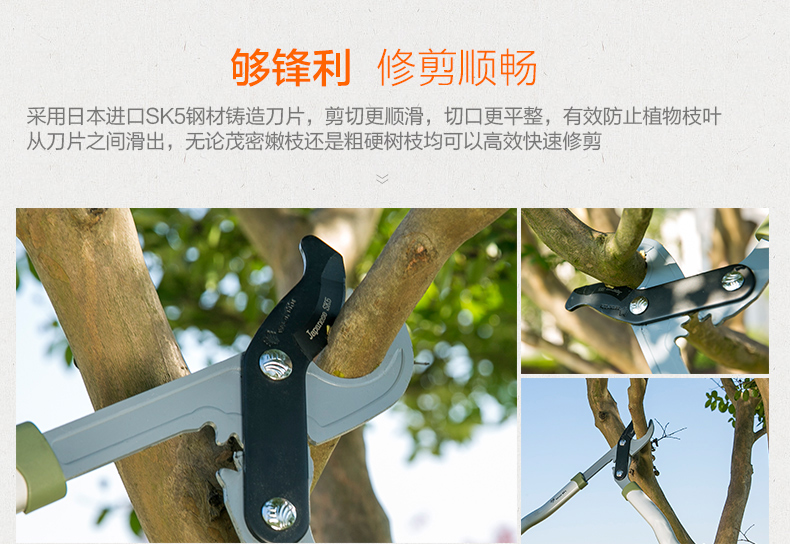 够锋利 修剪顺畅
采用日本进口SK5钢材铸造刀片，剪切更顺滑，切口更平整，有效防止植物枝叶
从刀片之间滑出，无论茂密嫩枝还是粗硬树枝均可以高效快速修剪
Japanese SK5